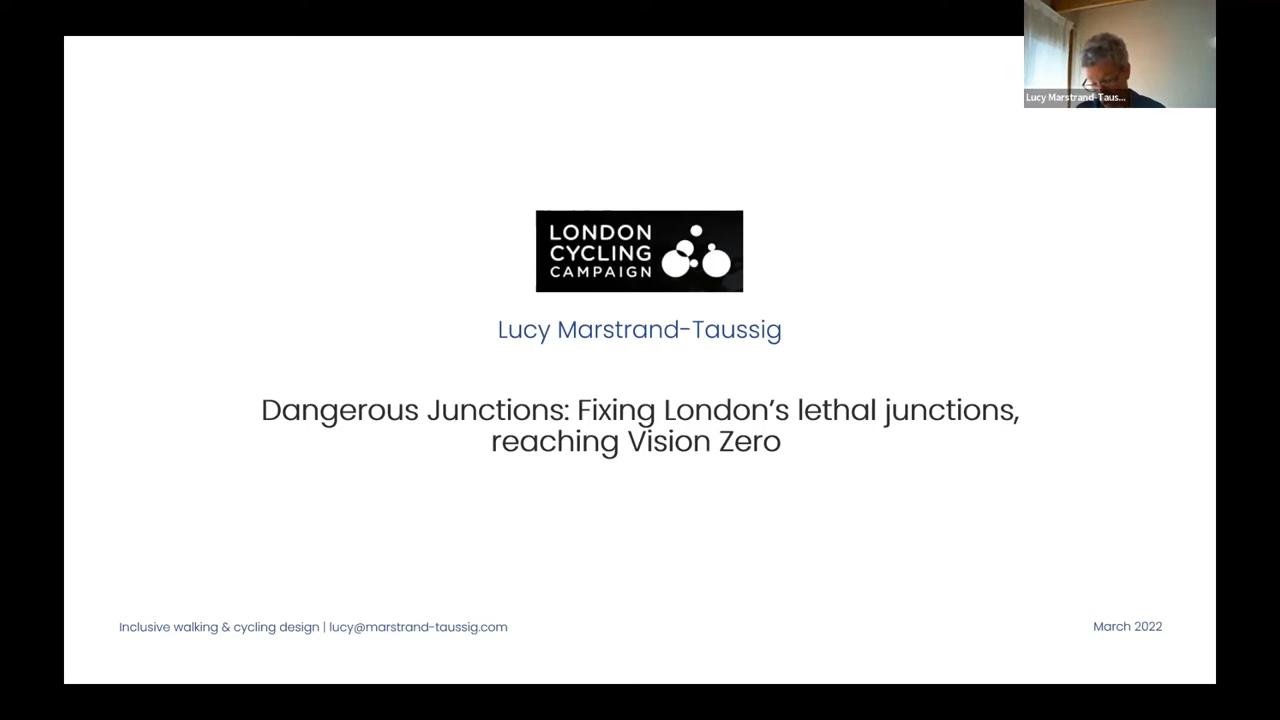 Lucy Marstrand-Taus...
LONDON
CYCLING
CAMPAIGN
Lucy Marstrand-Taussig
Dangerous Junctions: Fixing London's lethal junctions,
reaching Vision Zero
Inclusive walking & cycling design | lucy@marstrand-taussig.com
March 2022